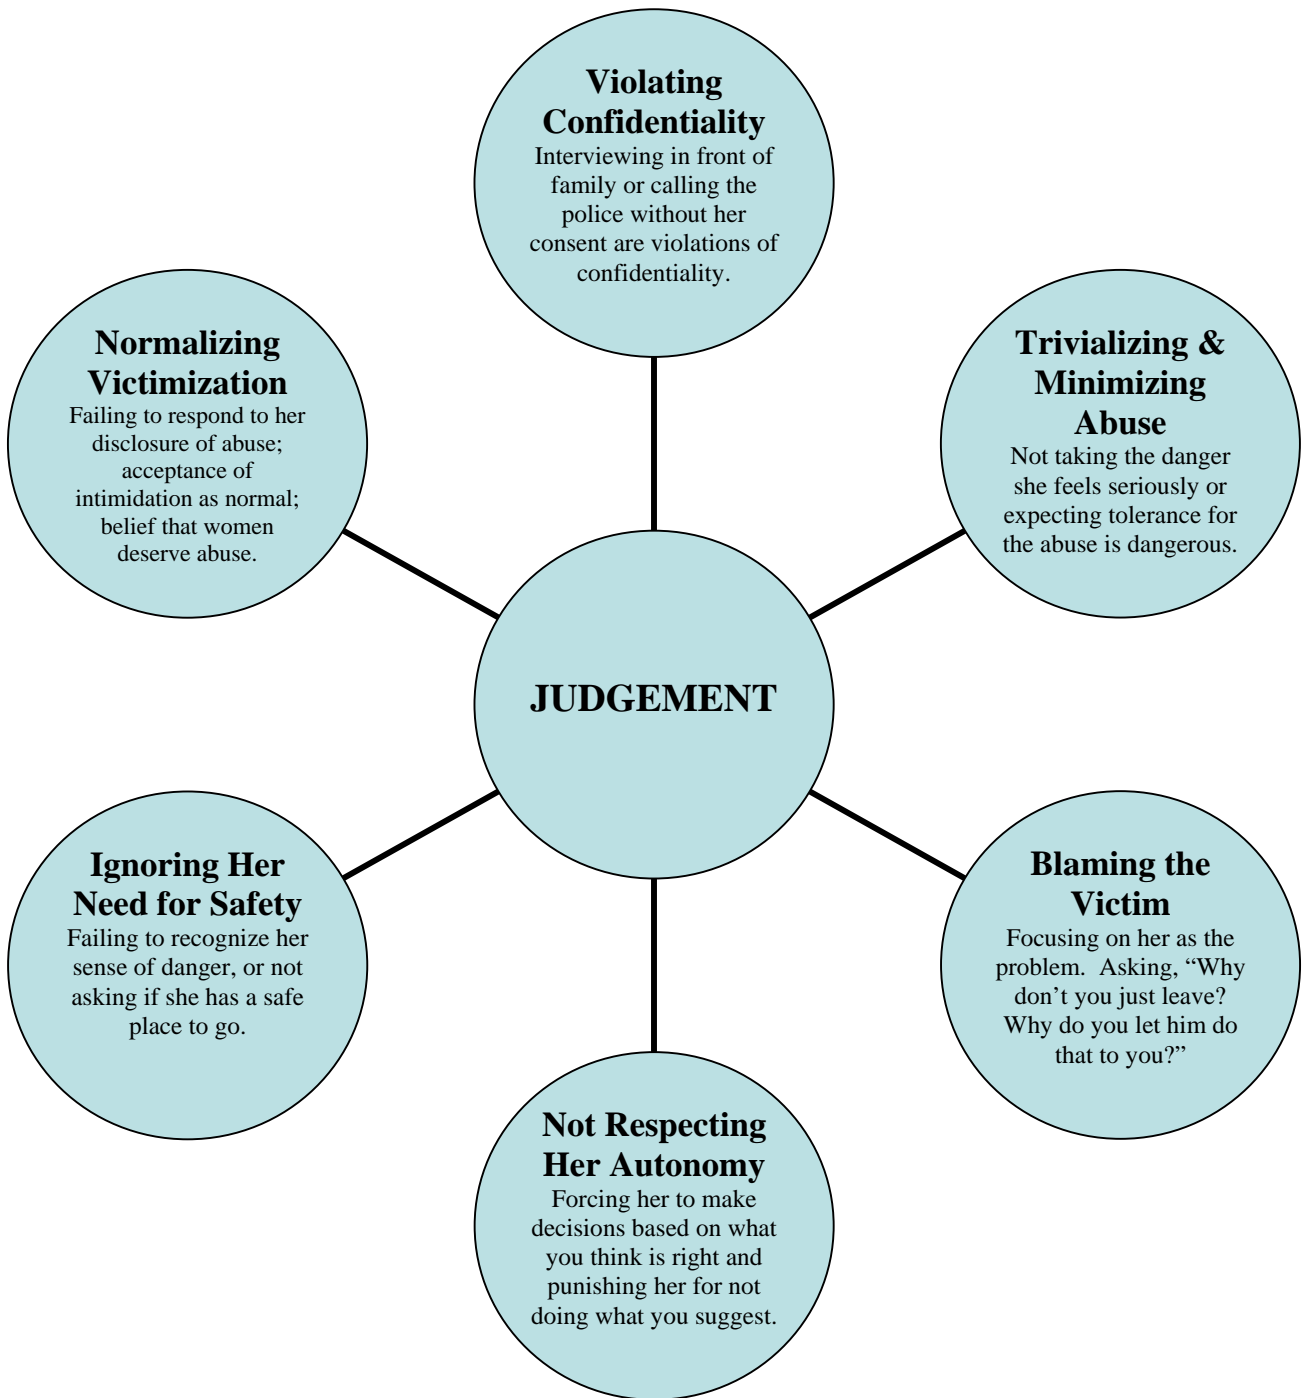 Violating
Confidentiality
Interviewing in front of
family or calling the
police without her
consent are violations of
confidentiality.
Normalizing
Victimization
Failing to respond to her
disclosure of abuse;
acceptance of
intimidation as normal;
belief that women
deserve abuse.
Trivializing &
Minimizing
Abuse
Not taking the danger
she feels seriously or
expecting tolerance for
the abuse is dangerous.
JUDGEMENT
Ignoring Her
Need for Safety
Failing to recognize her
sense of danger, or not
asking if she has a safe
place to go.
Blaming the
Victim
Focusing on her as the
problem.  Asking, “Why
don’t you just leave?
Why do you let him do
that to you?”
Not Respecting
Her Autonomy
Forcing her to make
decisions based on what
you think is right and
punishing her for not
doing what you suggest.